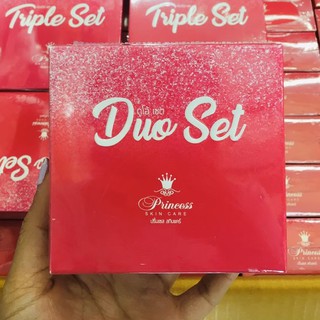 Triple Set
Triple Set
ดูโอ เซต
Duo Set
Princess
SKIN CARE